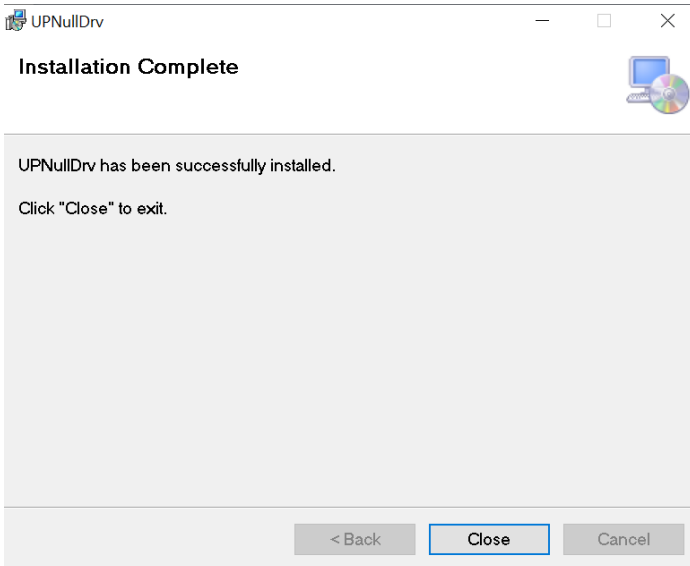 UPNullDrv
Installation Complete
UPNullDrv has been successfully installed.
Click "Close" to exit.
< Back
Close
Cancel